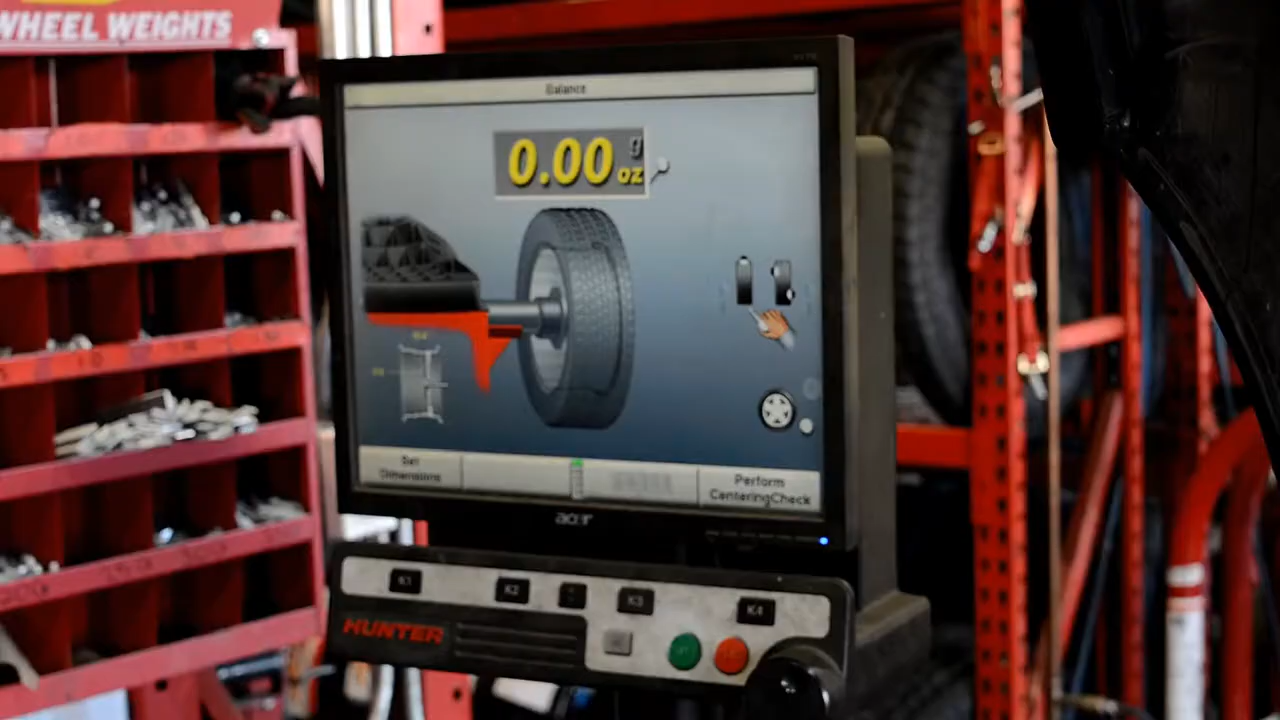 WHEEL WEIGHTS
Balance
0.00
g
oz
Set
Dimensions
Perform
CenteringCheck
acer
K1
K2
K3
K4
HUNTER